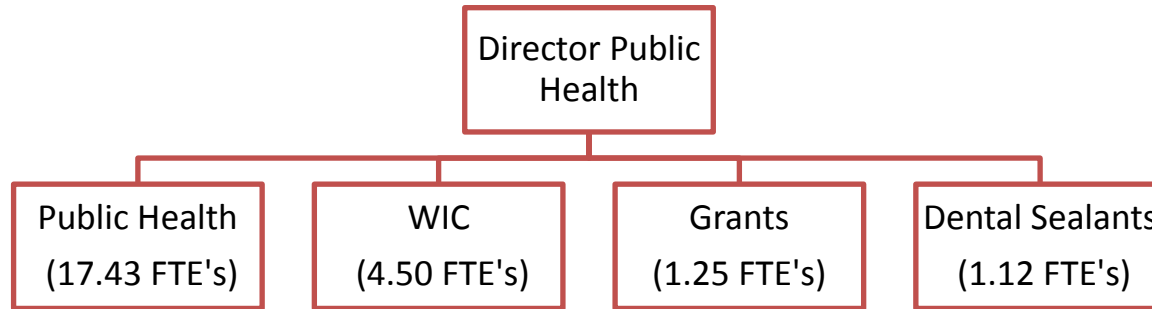 Director Public
Health
Public Health
(17.43 FTE's)
WIC
(4.50 FTE's)
Grants
(1.25 FTE's)
Dental Sealants
(1.12 FTE's)